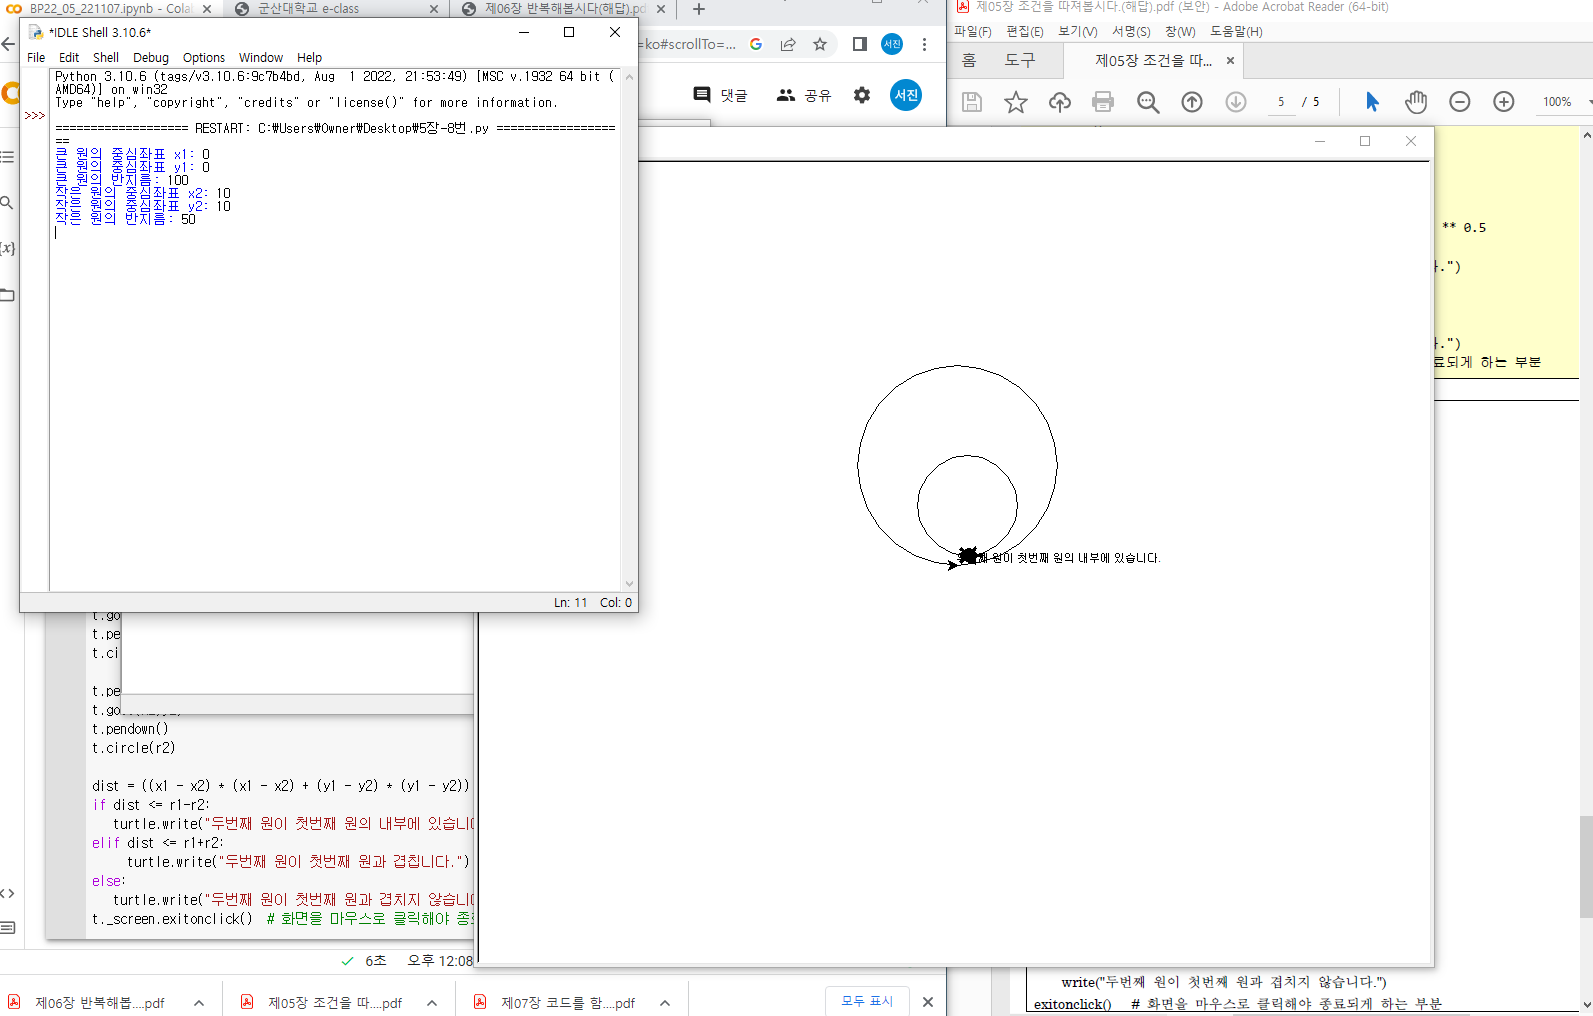 BP22_05_221107.ipynb - Colab
군산대학교 e-class
제06장 반복해봅시다(해답).pdf
제05장 조건을 따져봅시다.(해답).pdf (보안) - Adobe Acrobat Reader (64-bit)
*IDLE Shell 3.10.6*
File Edit Shell Debug Options Window Help
Python 3.10.6 (tags/v3.10.6:9c7b4bd, Aug  1 2022, 21:53:49) [MSC v.1932 64 bit (
AMD64)] on win32
Type "help", "copyright", "credits" or "license()" for more information.
>>>
=================== RESTART: C:₩Users₩Owner₩Desktop₩5장-8번.py =================
==
큰 원의 중심좌표 x1: 0
큰 원의 중심좌표 y1: 0
큰 원의 반지름: 100
작은 원의 중심좌표 x2: 10
작은 원의 중심좌표 y2: 10
작은 원의 반지름: 50
Ln: 11 Col: 0
=ko#scrollTo=...
서진
댓글 공유 서진
파일(F) 편집(E) 보기(V) 서명(S) 창(W) 도움말(H)
홈 도구 제05장 조건을 따... ×
5 / 5 100%
** 0.5
.")
.")
료되게 하는 부분
원이 첫번째 원의 내부에 있습니다.
{x}
t.go
t.pe
t.ci
t.pe
t.go
t.pendown()
t.circle(r2)
dist = ((x1 - x2) * (x1 - x2) + (y1 - y2) * (y1 - y2))
if dist <= r1-r2:
turtle.write("두번째 원이 첫번째 원의 내부에 있습니
elif dist <= r1+r2:
turtle.write("두번째 원이 첫번째 원과 겹칩니다.")
else:
turtle.write("두번째 원이 첫번째 원과 겹치지 않습니
t._screen.exitonclick()  # 화면을 마우스로 클릭해야 종료
6초 오후 12:08
write("두번째 원이 첫번째 원과 겹치지 않습니다.")
exitonclick()  # 화면을 마우스로 클릭해야 종료되게 하는 부분
제06장 반복해봅....pdf
제05장 조건을 따....pdf
제07장 코드를 함....pdf
모두 표시